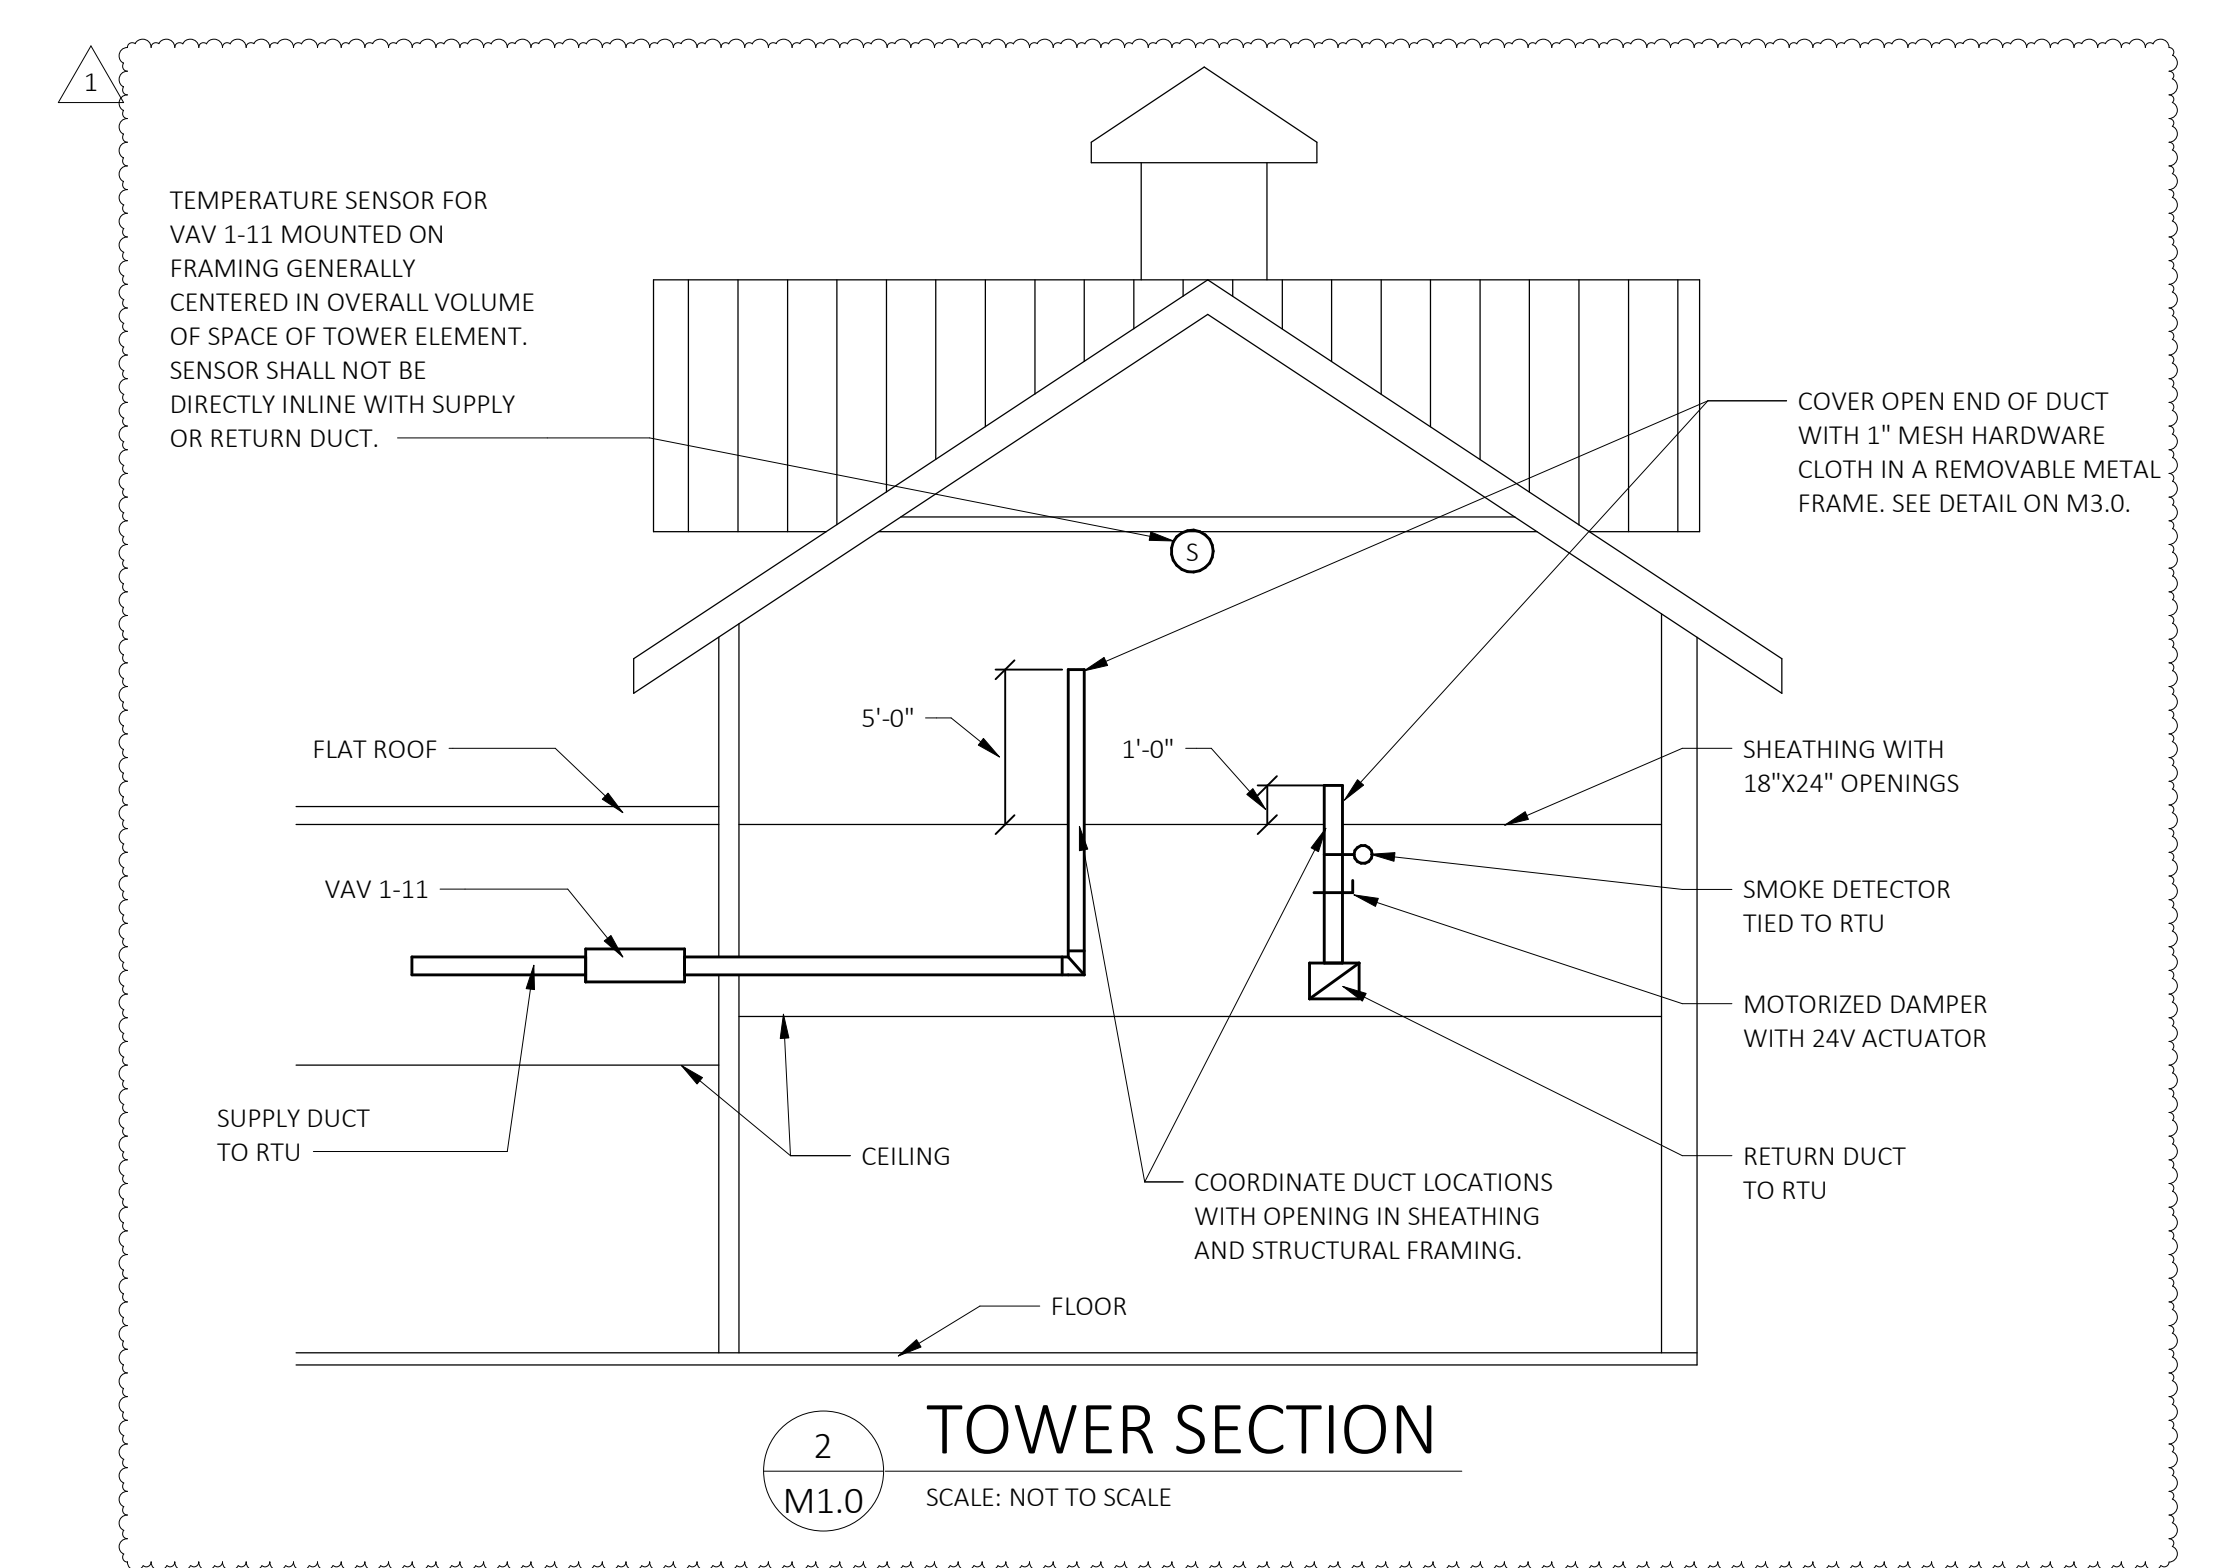 1
TEMPERATURE SENSOR FOR
VAV 1-11 MOUNTED ON
FRAMING GENERALLY
CENTERED IN OVERALL VOLUME
OF SPACE OF TOWER ELEMENT.
SENSOR SHALL NOT BE
DIRECTLY INLINE WITH SUPPLY
OR RETURN DUCT.
COVER OPEN END OF DUCT
WITH 1" MESH HARDWARE
CLOTH IN A REMOVABLE METAL
FRAME. SEE DETAIL ON M3.0.
S
5'-0"
1'-0"
FLAT ROOF
SHEATHING WITH
18"X24" OPENINGS
VAV 1-11
SMOKE DETECTOR
TIED TO RTU
MOTORIZED DAMPER
WITH 24V ACTUATOR
SUPPLY DUCT
TO RTU
CEILING
RETURN DUCT
TO RTU
COORDINATE DUCT LOCATIONS
WITH OPENING IN SHEATHING
AND STRUCTURAL FRAMING.
FLOOR
2
M1.0
TOWER SECTION
SCALE: NOT TO SCALE